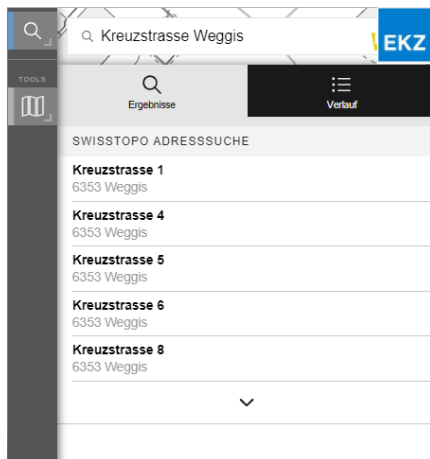 Kreuzstrasse Weggis
EKZ
TOOLS
Ergebnisse
Verlauf
SWISSTOPO ADRESSSUCHE
Kreuzstrasse 1
6353 Weggis
Kreuzstrasse 4
6353 Weggis
Kreuzstrasse 5
6353 Weggis
Kreuzstrasse 6
6353 Weggis
Kreuzstrasse 8
6353 Weggis